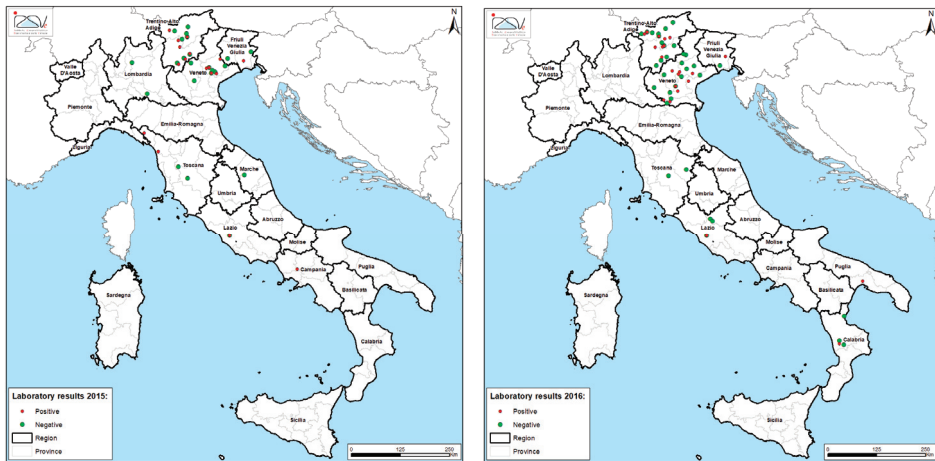 N
Trentino-Alto
Adige
Friuli
Venezia
Giulia
Valle
D'Aosta
Lombardia
Veneto
Piemonte
Emilia-Romagna
Liguria
Toscana
Marche
Umbria
Abruzzo
Lazio
Molise
Campania
Puglia
Basilicata
Sardegna
Calabria
Sicilia
Laboratory results 2015:
Positive
Negative
Region
Province
0 125 250
Km
N
Trentino-Alto
Adige
Friuli
Venezia
Giulia
Valle
D'Aosta
Lombardia
Veneto
Piemonte
Emilia-Romagna
Liguria
Toscana
Marche
Umbria
Abruzzo
Lazio
Molise
Campania
Puglia
Basilicata
Sardegna
Calabria
Sicilia
Laboratory results 2016:
Positive
Negative
Region
Province
0 125 250
Km